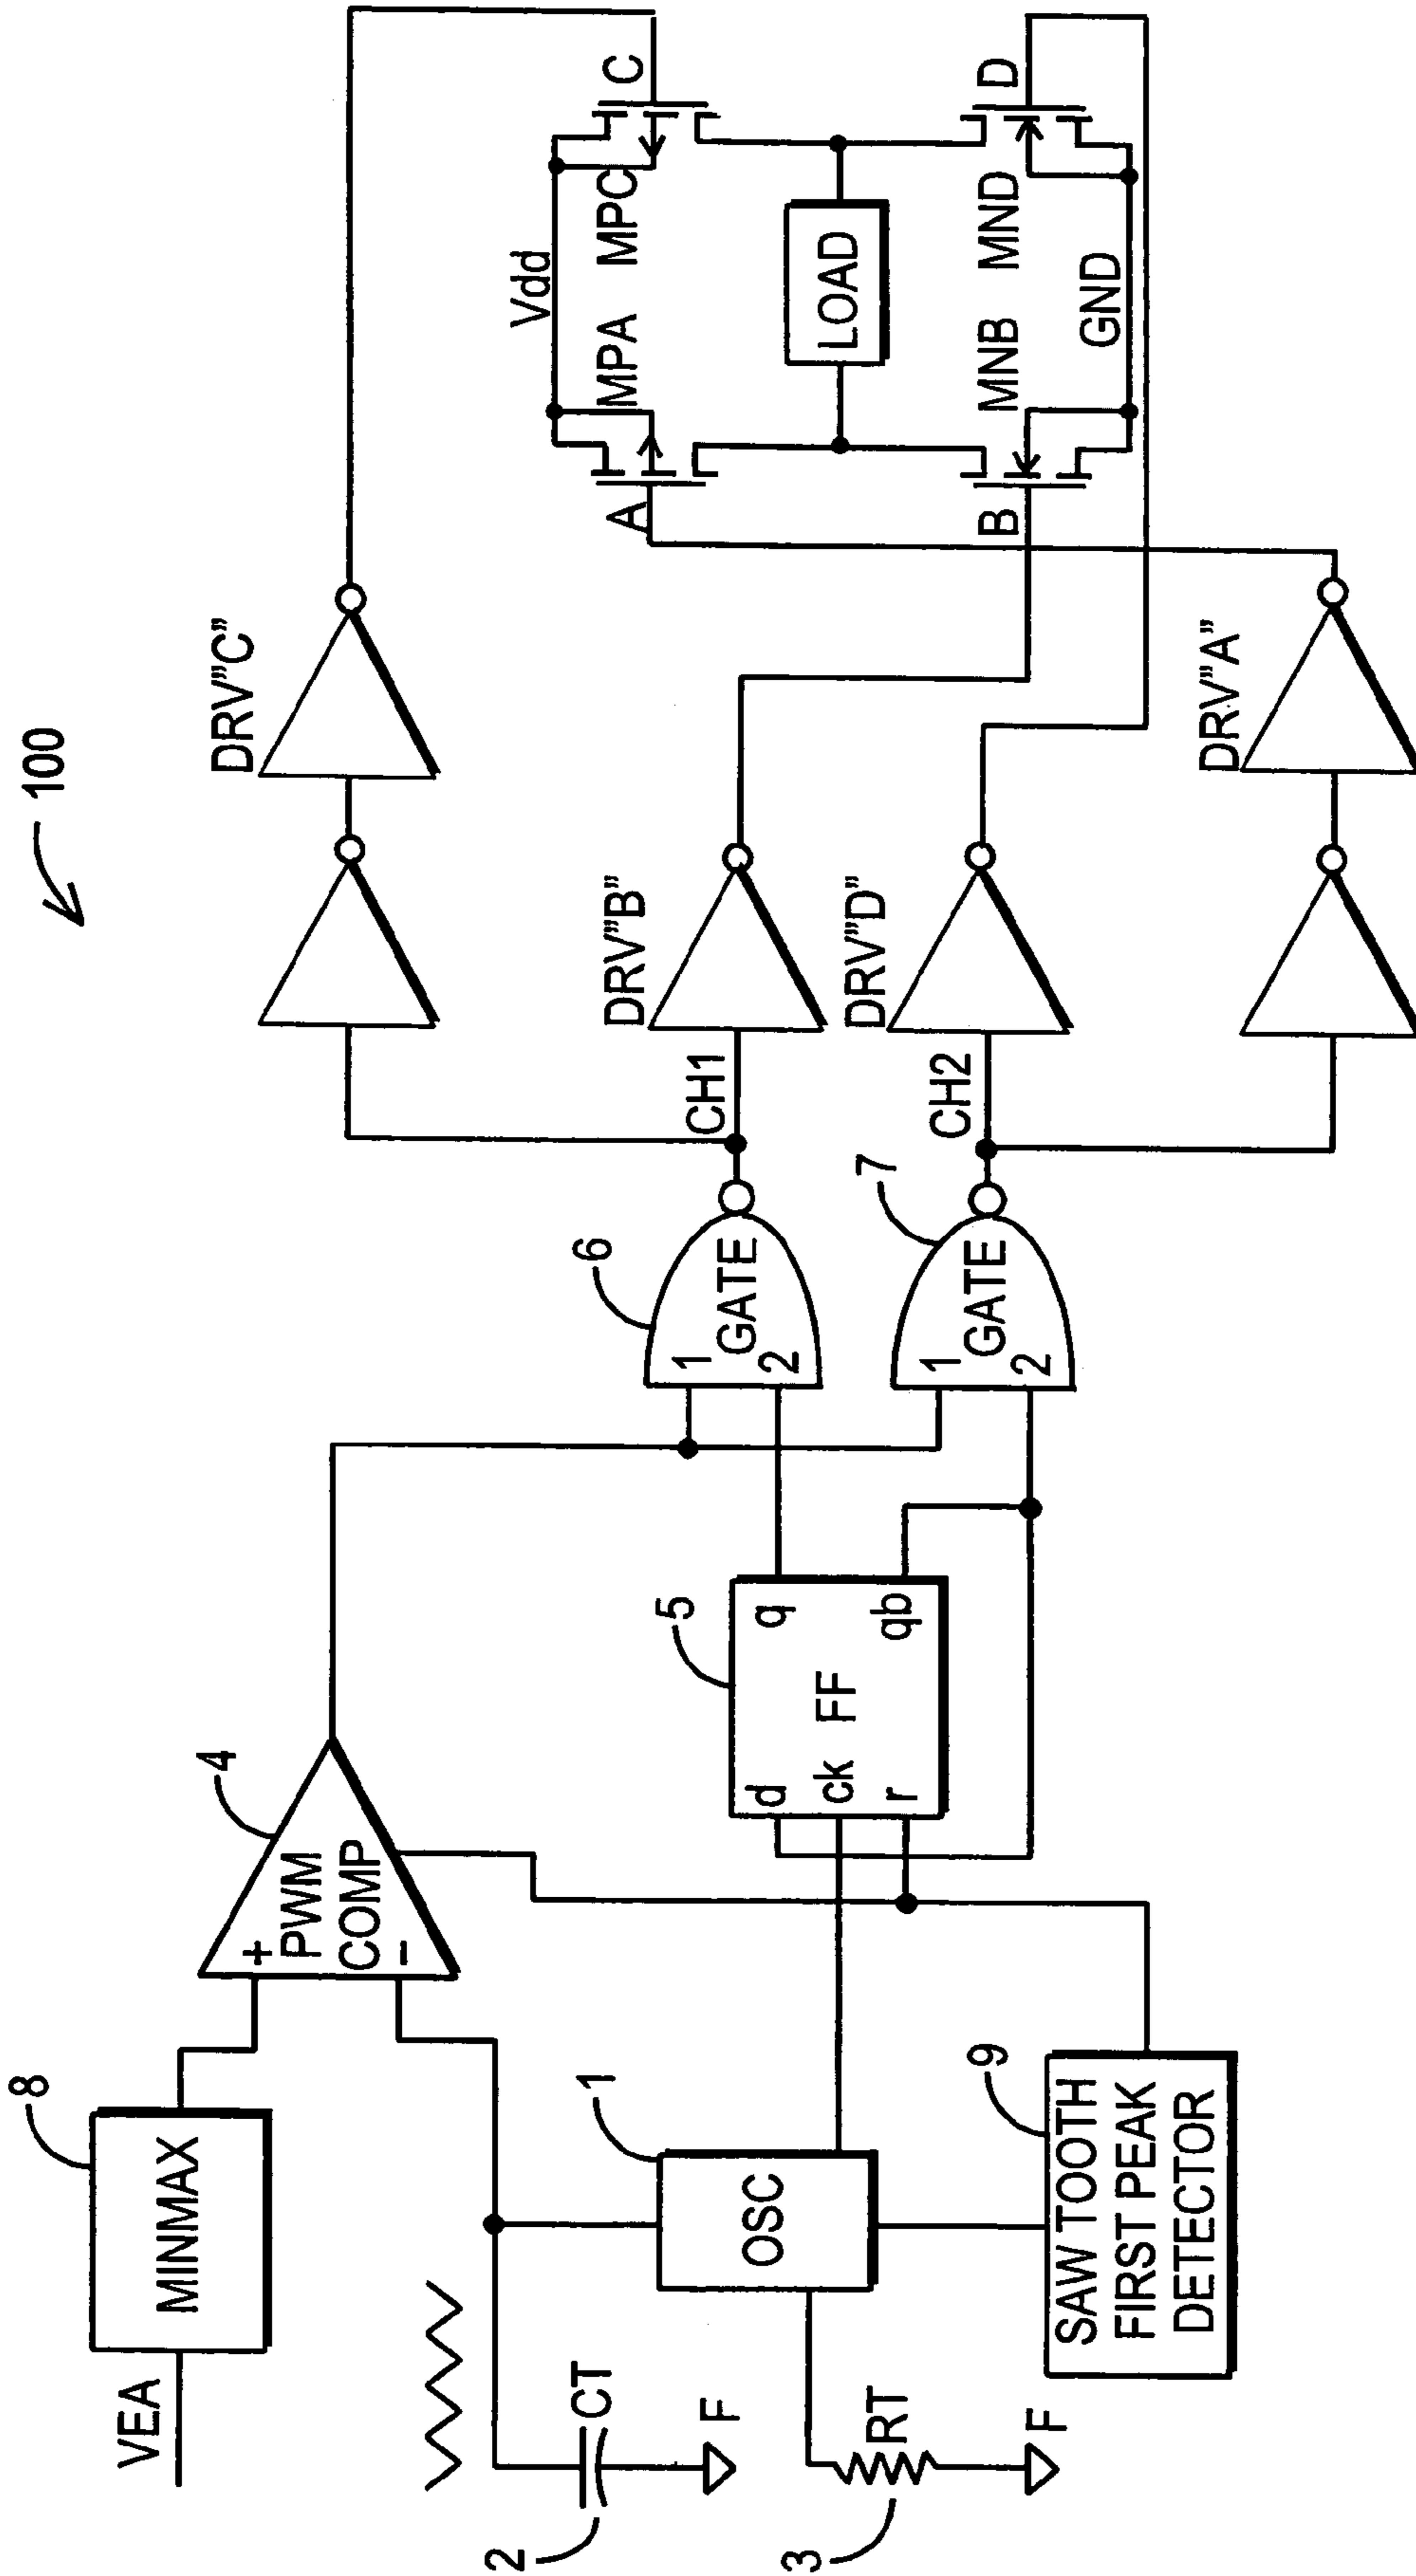 100
8
MINMAX
VEA
4
+
PWM
COMP
−
2
CT
F
1
OSC
3
RT
F
9
SAW TOOTH
FIRST PEAK
DETECTOR
5
d
q
ck FF
r
qb
6
1
GATE
2
7
1
GATE
2
CH1
CH2
DRV"C"
DRV"B"
DRV"D"
DRV"A"
Vdd
A
MPA MPC
C
LOAD
B
MNB MND
D
GND